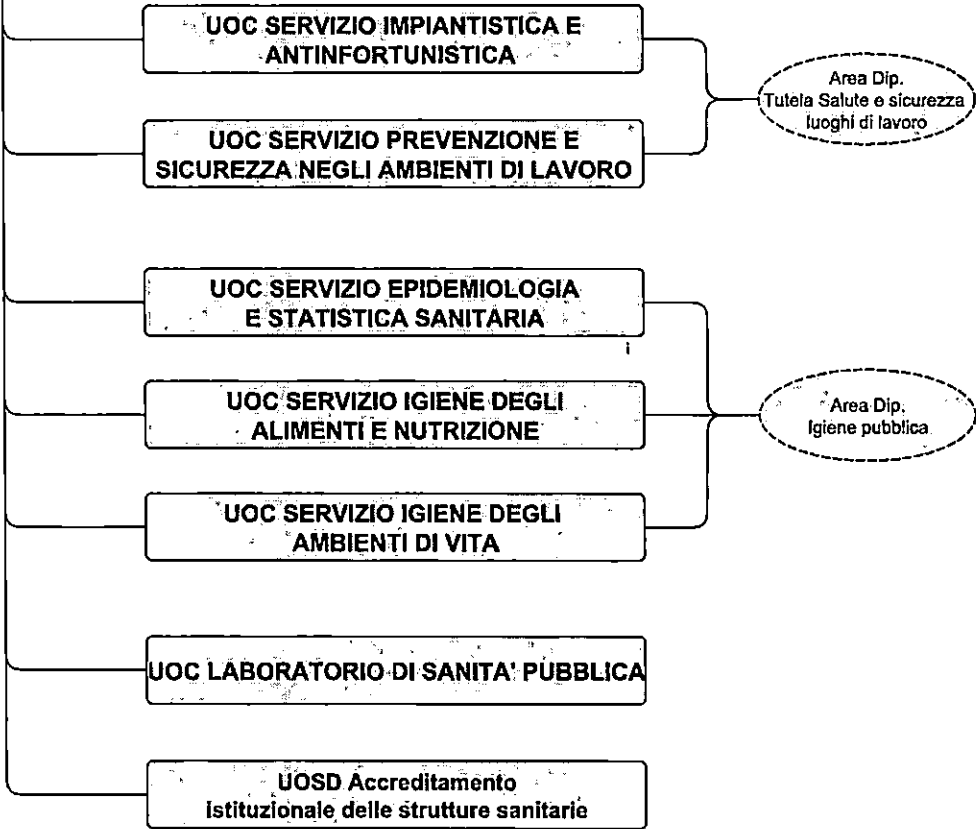 UOC SERVIZIO IMPIANTISTICA E
ANTINFORTUNISTICA
Area Dip.
Tutela Salute e sicurezza
luoghi di lavoro
UOC SERVIZIO PREVENZIONE E
SICUREZZA NEGLI AMBIENTI DI LAVORO
UOC SERVIZIO EPIDEMIOLOGIA
E STATISTICA SANITARIA
UOC SERVIZIO IGIENE DEGLI
ALIMENTI E NUTRIZIONE
Area Dip.
Igiene pubblica
UOC SERVIZIO IGIENE DEGLI
AMBIENTI DI VITA
UOC LABORATORIO DI SANITA' PUBBLICA
UOSD Accreditamento
istituzionale delle strutture sanitarie